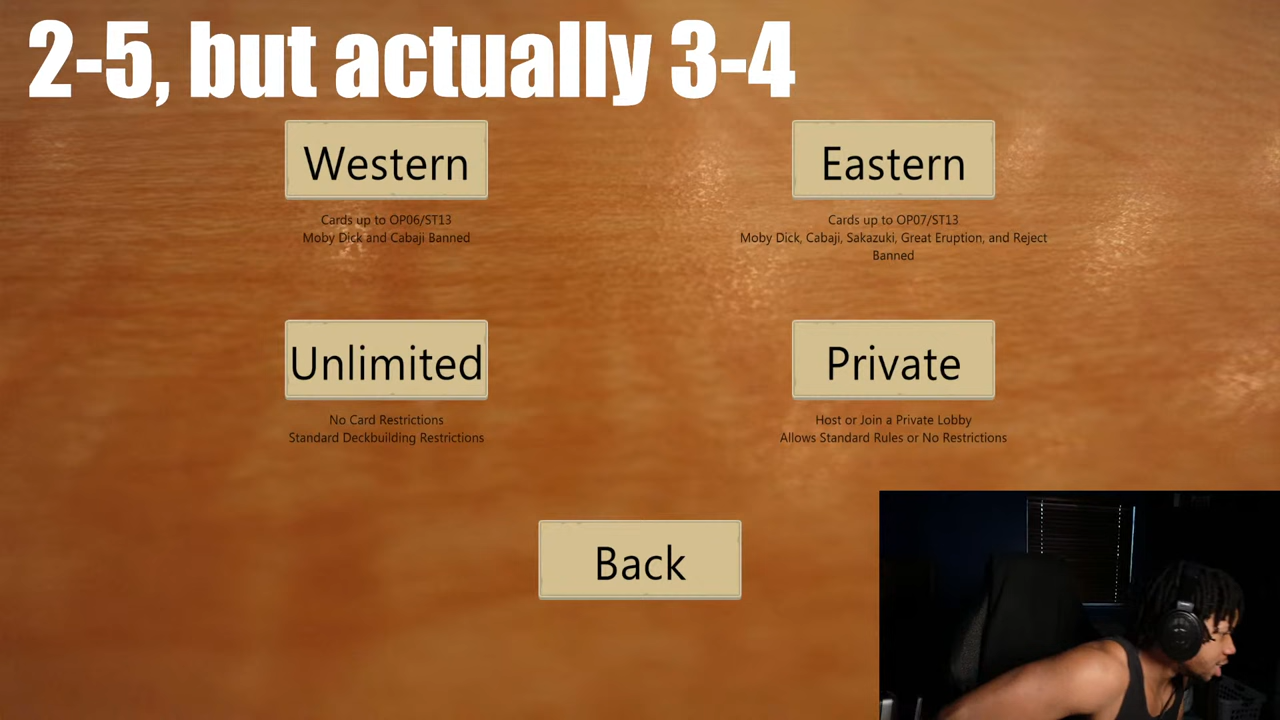 2-5, but actually 3-4
Western
Cards up to OP06/ST13
Moby Dick and Cabaji Banned
Eastern
Cards up to OP07/ST13
Moby Dick, Cabaji, Sakazuki, Great Eruption, and Reject
Banned
Unlimited
No Card Restrictions
Standard Deckbuilding Restrictions
Private
Host or Join a Private Lobby
Allows Standard Rules or No Restrictions
Back